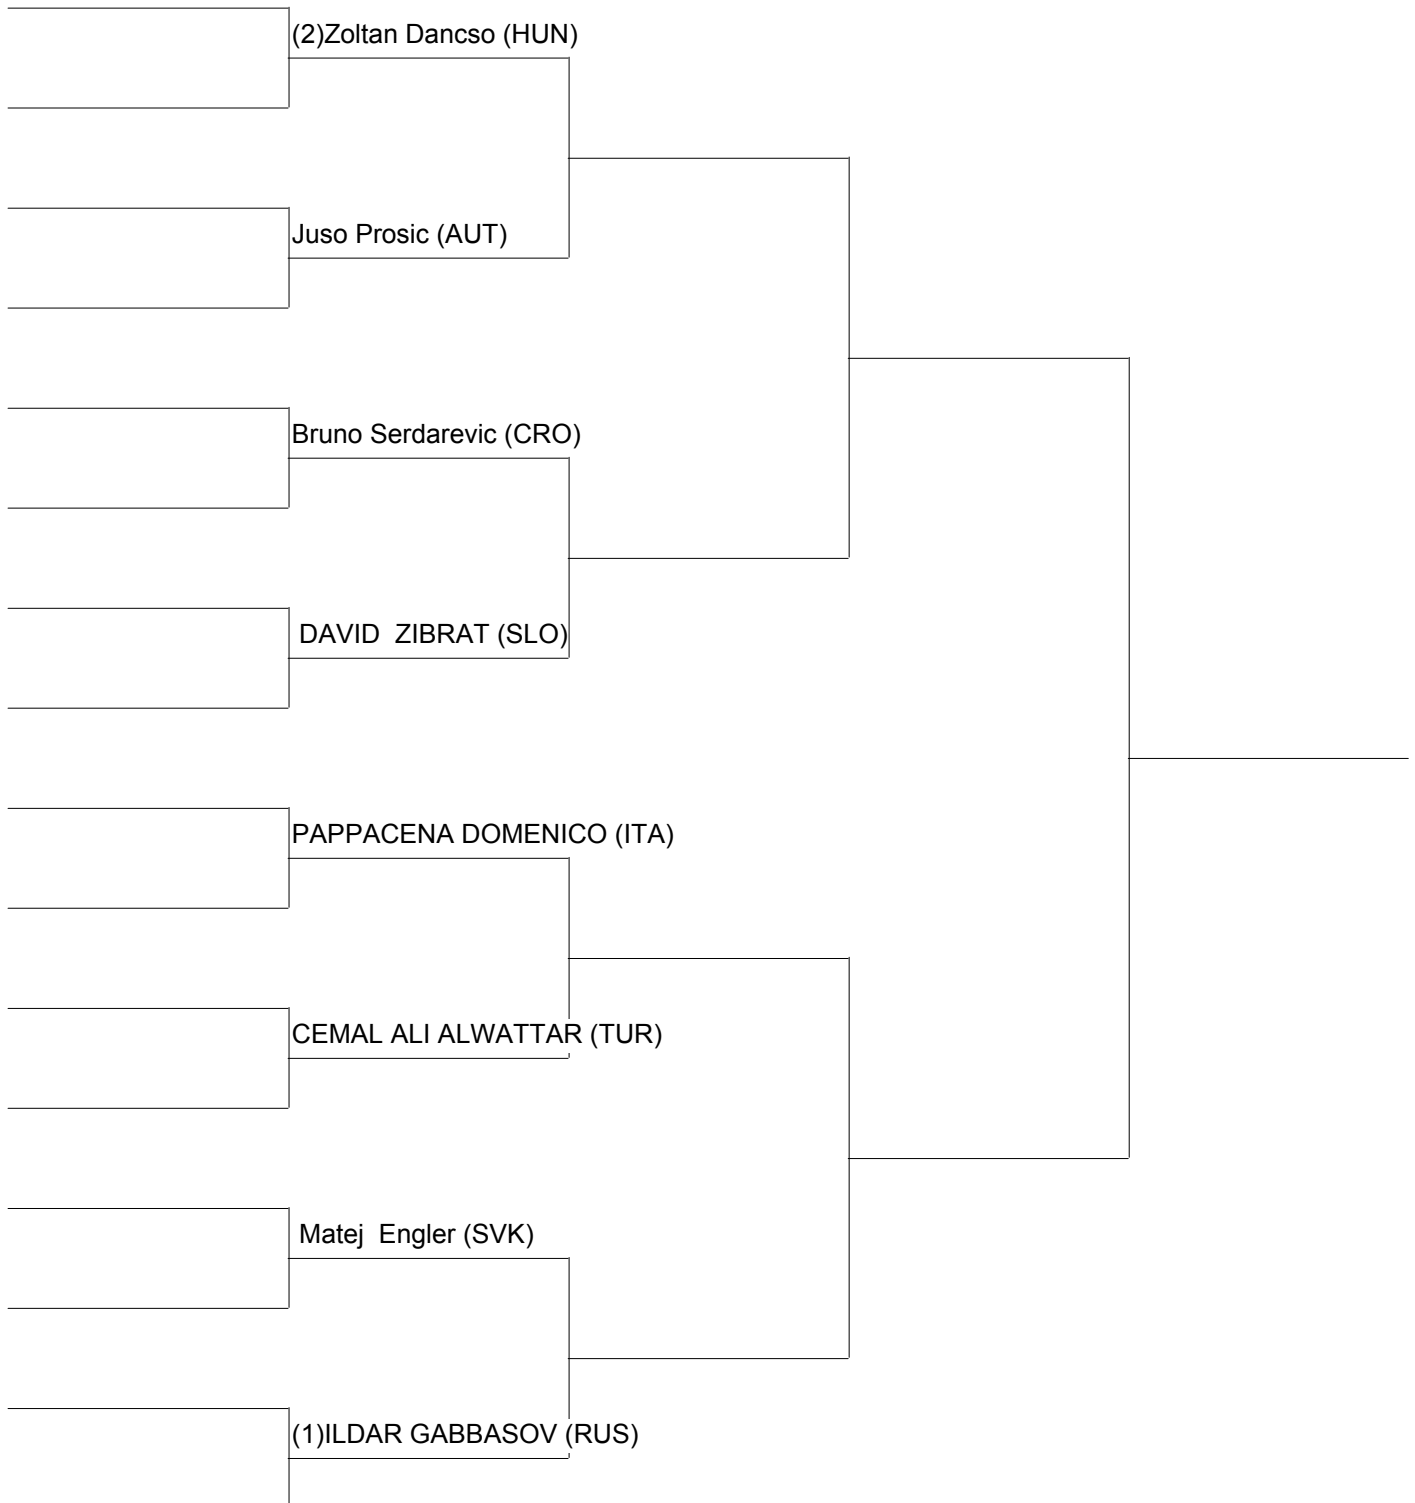 (2)Zoltan Dancso (HUN)
Juso Prosic (AUT)
Bruno Serdarevic (CRO)
DAVID  ZIBRAT (SLO)
PAPPACENA DOMENICO (ITA)
CEMAL ALI ALWATTAR (TUR)
Matej  Engler (SVK)
(1)ILDAR GABBASOV (RUS)